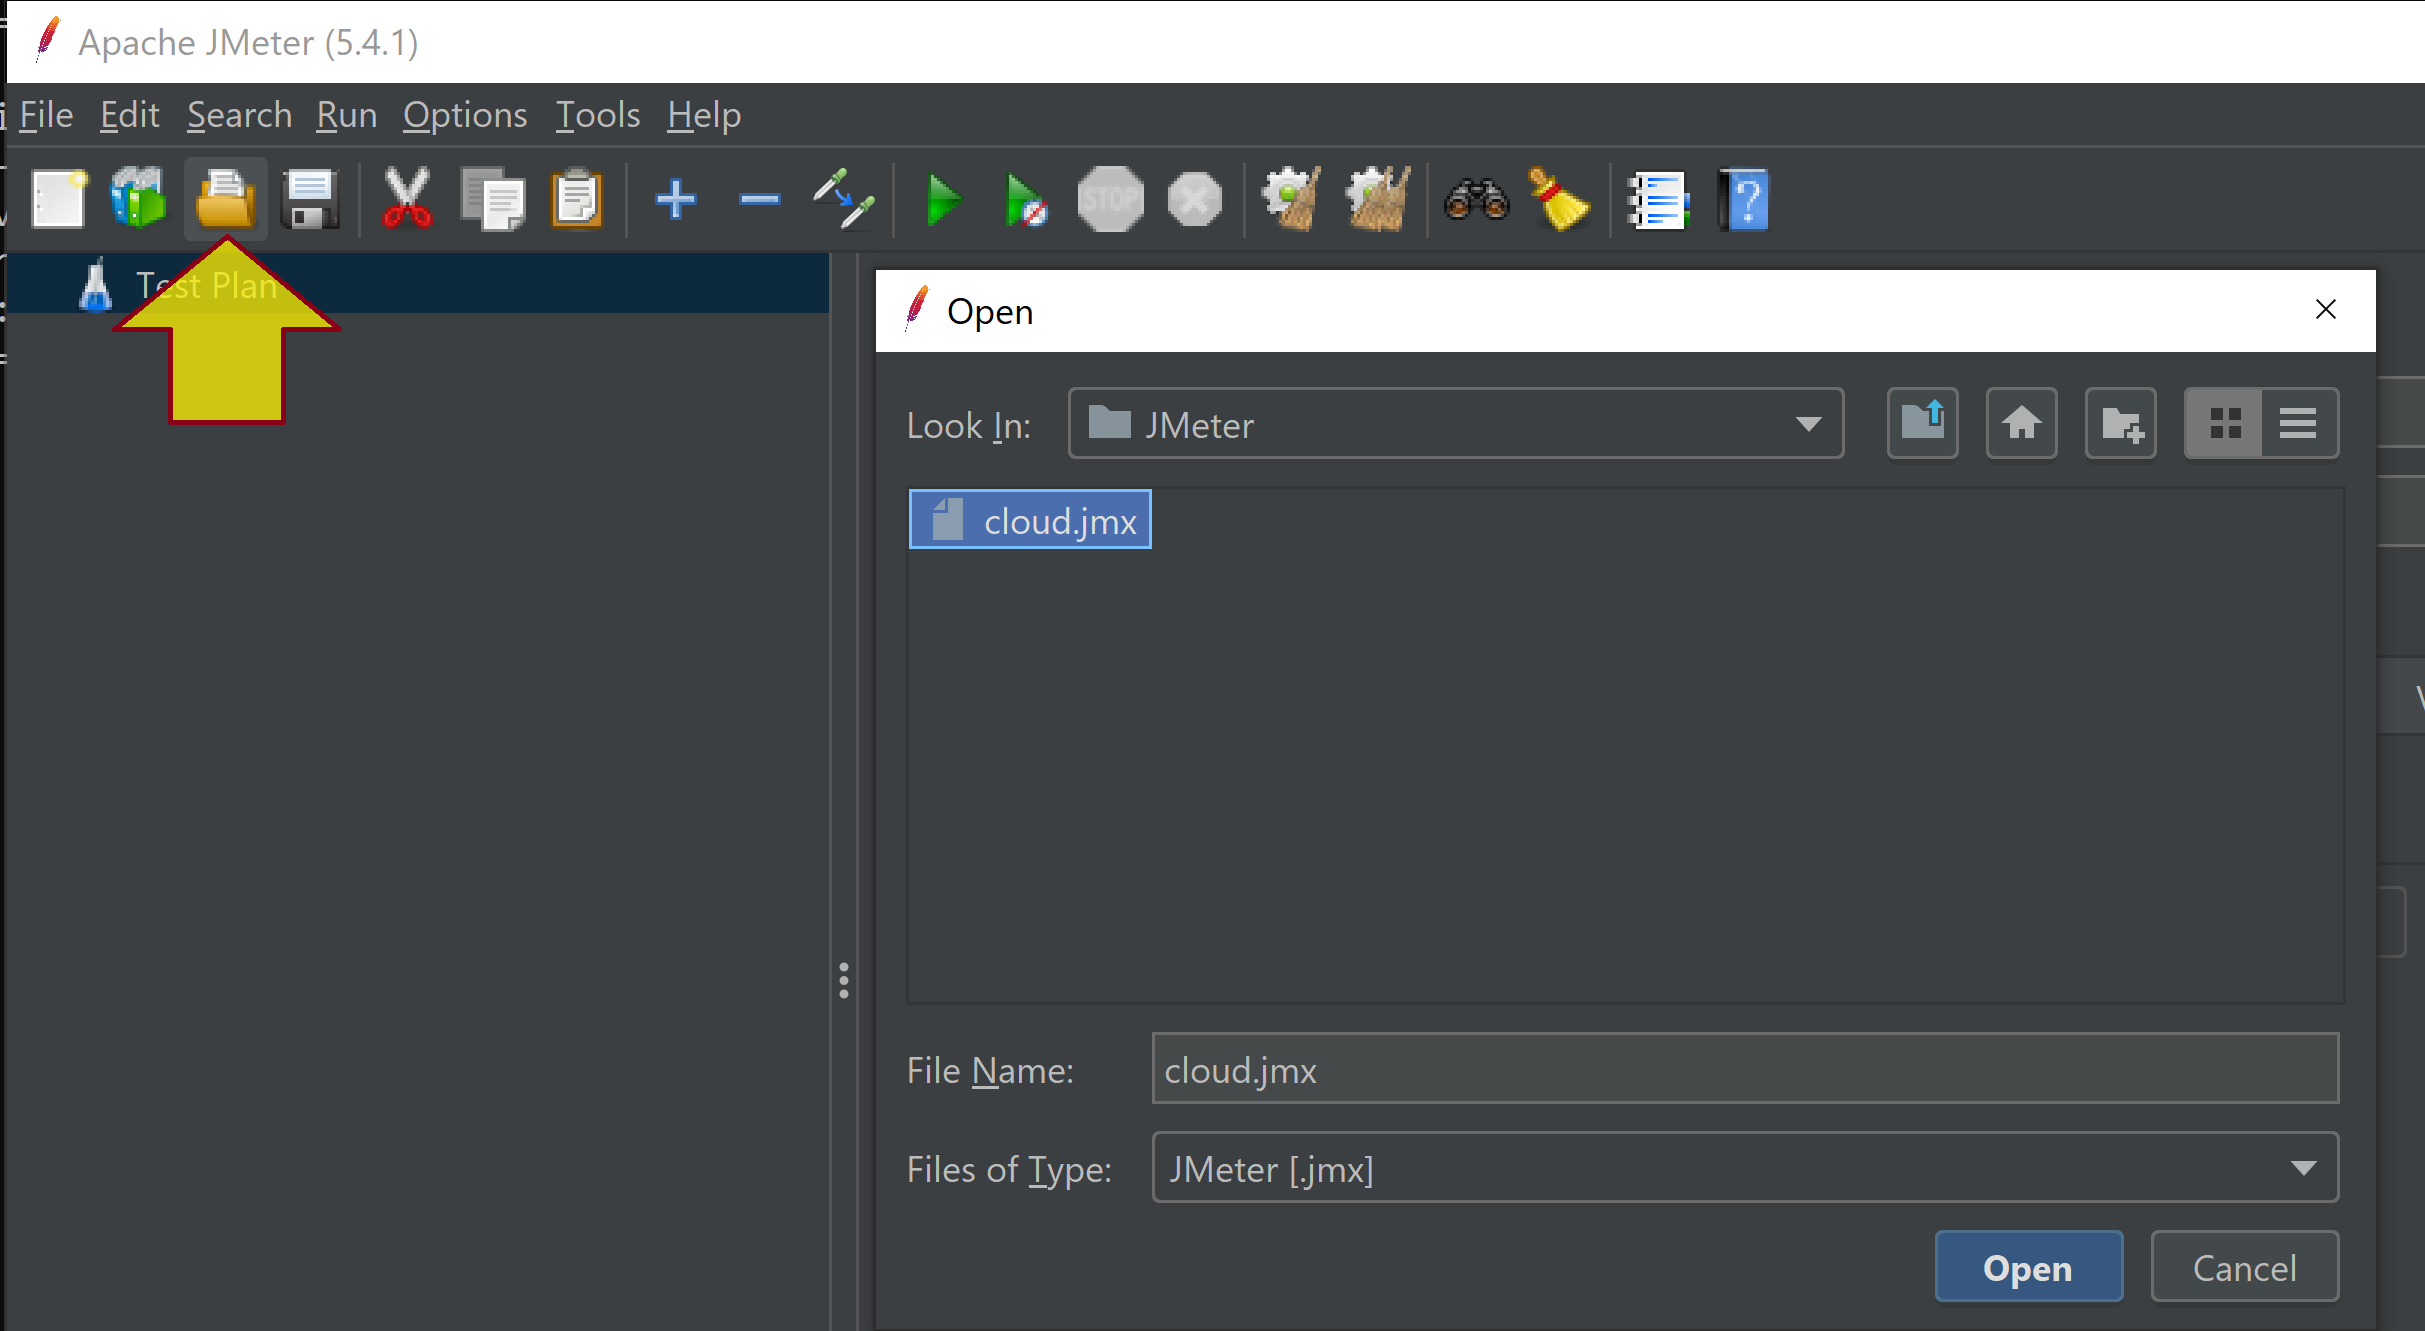 Apache JMeter (5.4.1)
File Edit Search Run Options Tools Help
STOP
Test Plan
Open
Look In: JMeter
cloud.jmx
File Name: cloud.jmx
Files of Type: JMeter [.jmx]
Open Cancel